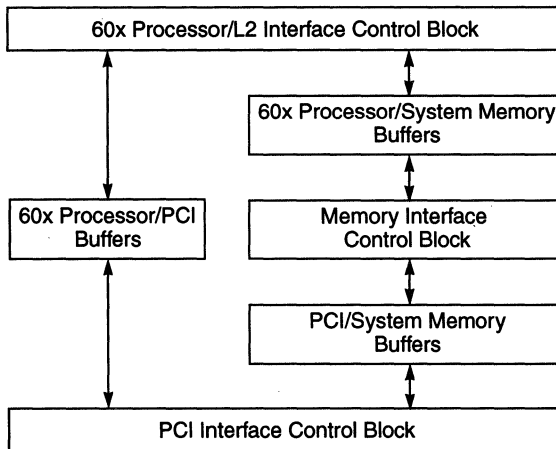 60x Processor/L2 Interface Control Block
60x Processor/System Memory
Buffers
60x Processor/PCI
Buffers
Memory Interface
Control Block
PCI/System Memory
Buffers
PCI Interface Control Block